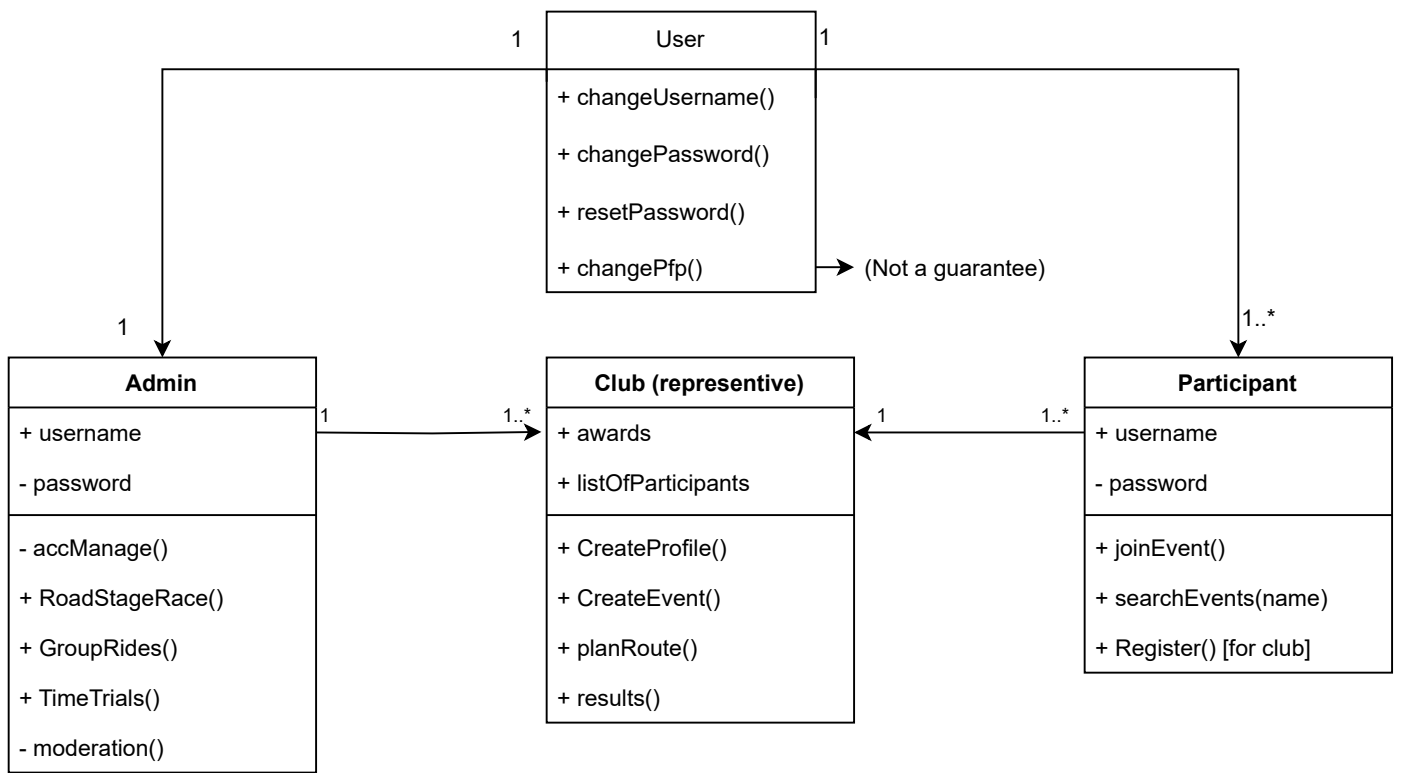 1
User
1
+ changeUsername()
+ changePassword()
+ resetPassword()
+ changePfp()
(Not a guarantee)
1
1..*
Admin
+ username
- password
- accManage()
+ RoadStageRace()
+ GroupRides()
+ TimeTrials()
- moderation()
1
1..*
Club (representive)
+ awards
+ listOfParticipants
+ CreateProfile()
+ CreateEvent()
+ planRoute()
+ results()
1
1..*
Participant
+ username
- password
+ joinEvent()
+ searchEvents(name)
+ Register() [for club]